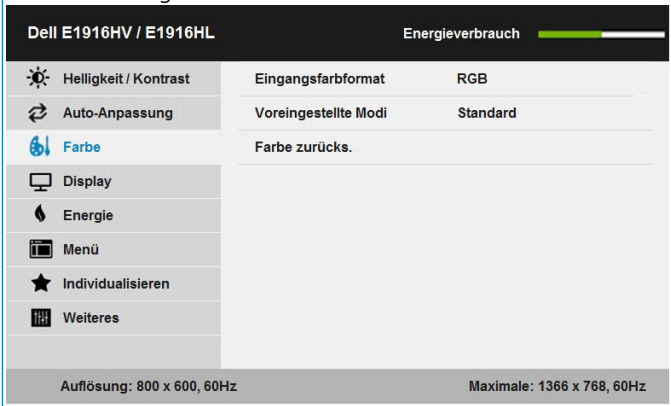 Dell E1916HV / E1916HL Energieverbrauch
Helligkeit / Kontrast Eingangsfarbformat RGB
Auto-Anpassung Voreingestellte Modi Standard
Farbe Farbe zurücks.
Display
Energie
Menü
Individualisieren
Weiteres
Auflösung: 800 x 600, 60Hz Maximale: 1366 x 768, 60Hz